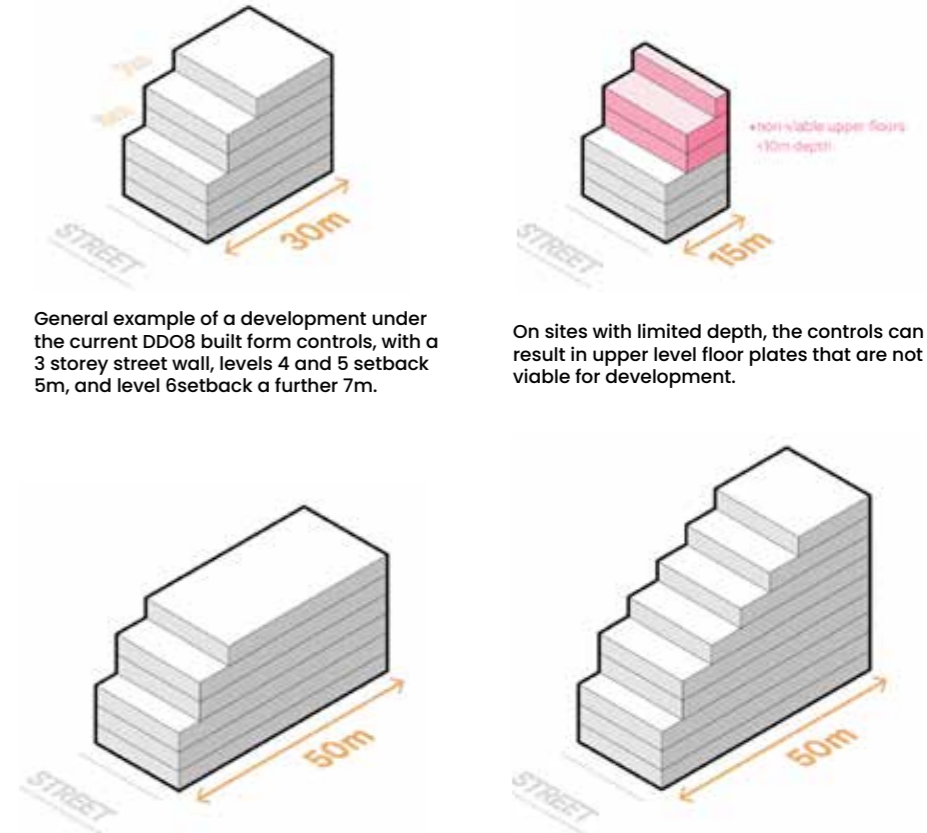 30m
STREET
15m
STREET
•non-viable upper floors
<10m depth
General example of a development under
the current DDO8 built form controls, with a
3 storey street wall, levels 4 and 5 setback
5m, and level 6setback a further 7m.
On sites with limited depth, the controls can
result in upper level floor plates that are not
viable for development.
50m
STREET
50m
STREET